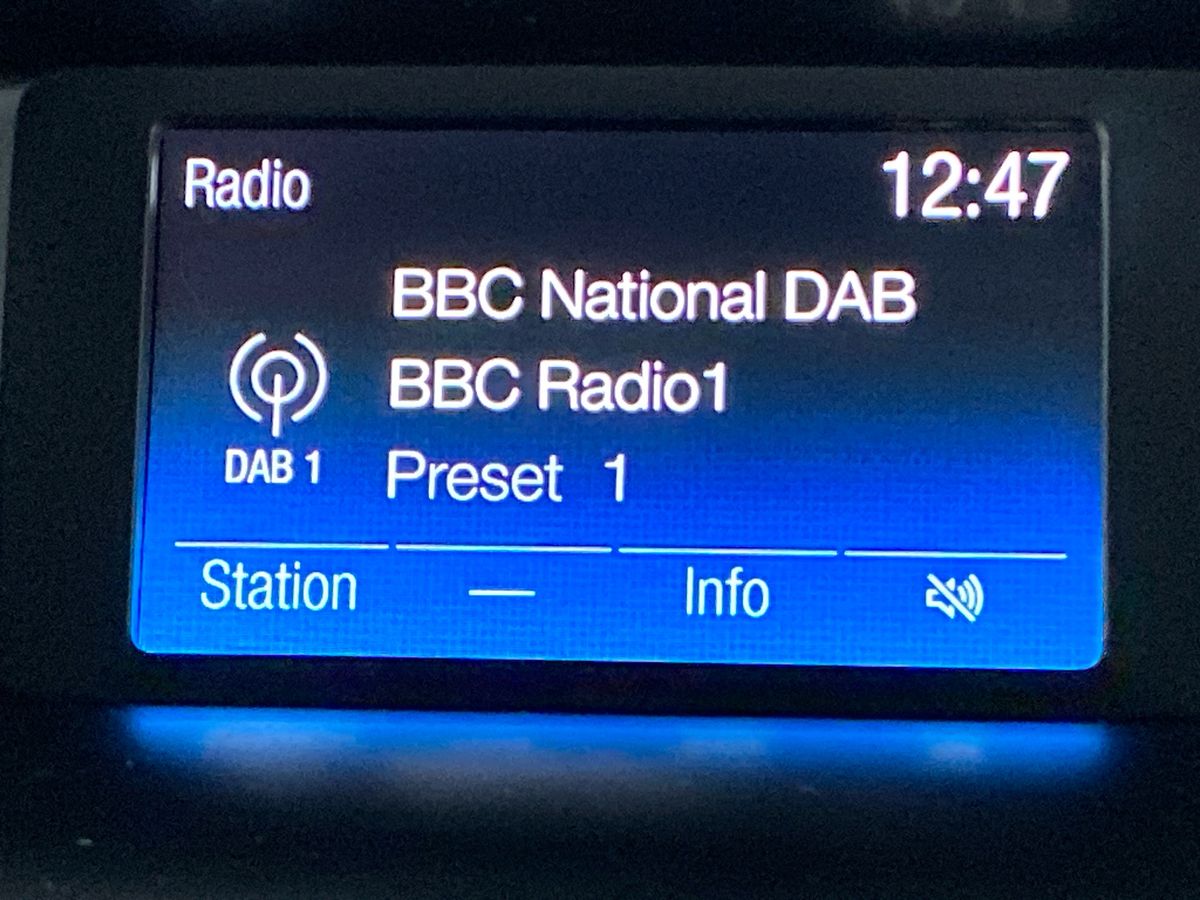 Radio 12:47
BBC National DAB
BBC Radio1
DAB 1
Preset 1
Station — Info